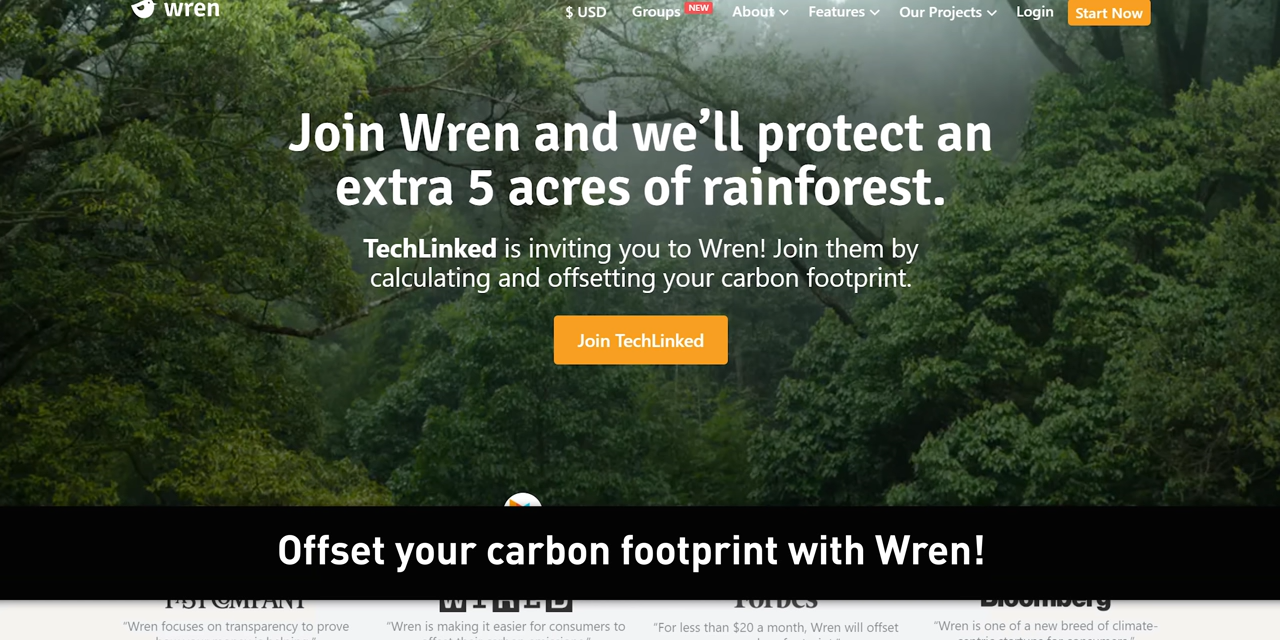 wren
$ USD
Groups NEW
About
Features
Our Projects
Login
Start Now
Join Wren and we’ll protect an
extra 5 acres of rainforest.
TechLinked is inviting you to Wren! Join them by
calculating and offsetting your carbon footprint.
Join TechLinked
Offset your carbon footprint with Wren!
WIRED
Forbes
Bloomberg
“Wren focuses on transparency to prove
“Wren is making it easier for consumers to
“For less than $20 a month, Wren will offset
“Wren is one of a new breed of climate-